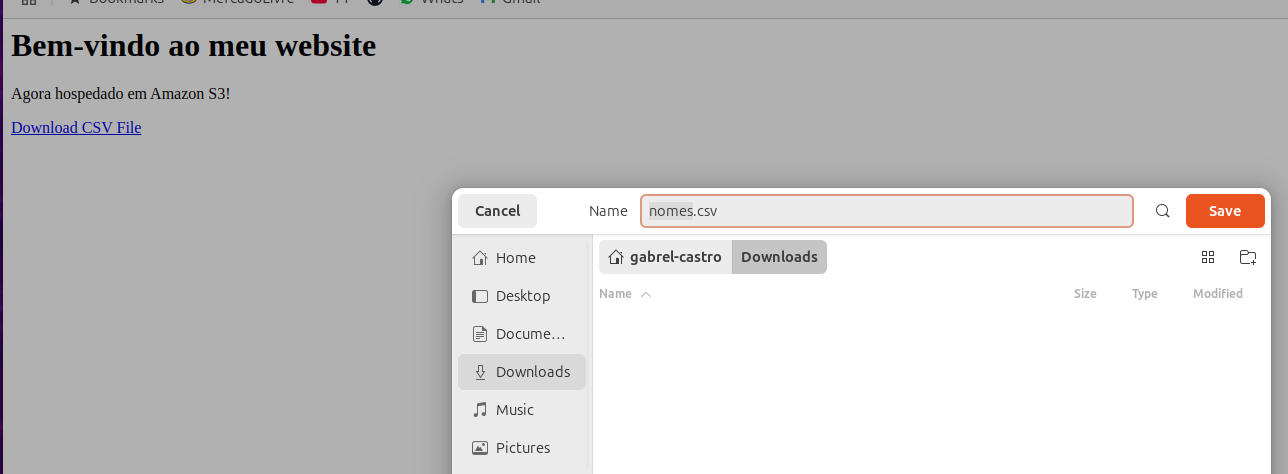 Bookmarks MercadoLivre YT Whats Gmail
Bem-vindo ao meu website
Agora hospedado em Amazon S3!
Download CSV File
Cancel Name nomes.csv Save
Home gabrel-castro Downloads
Name Size Type Modified
Desktop
Docume...
Downloads
Music
Pictures